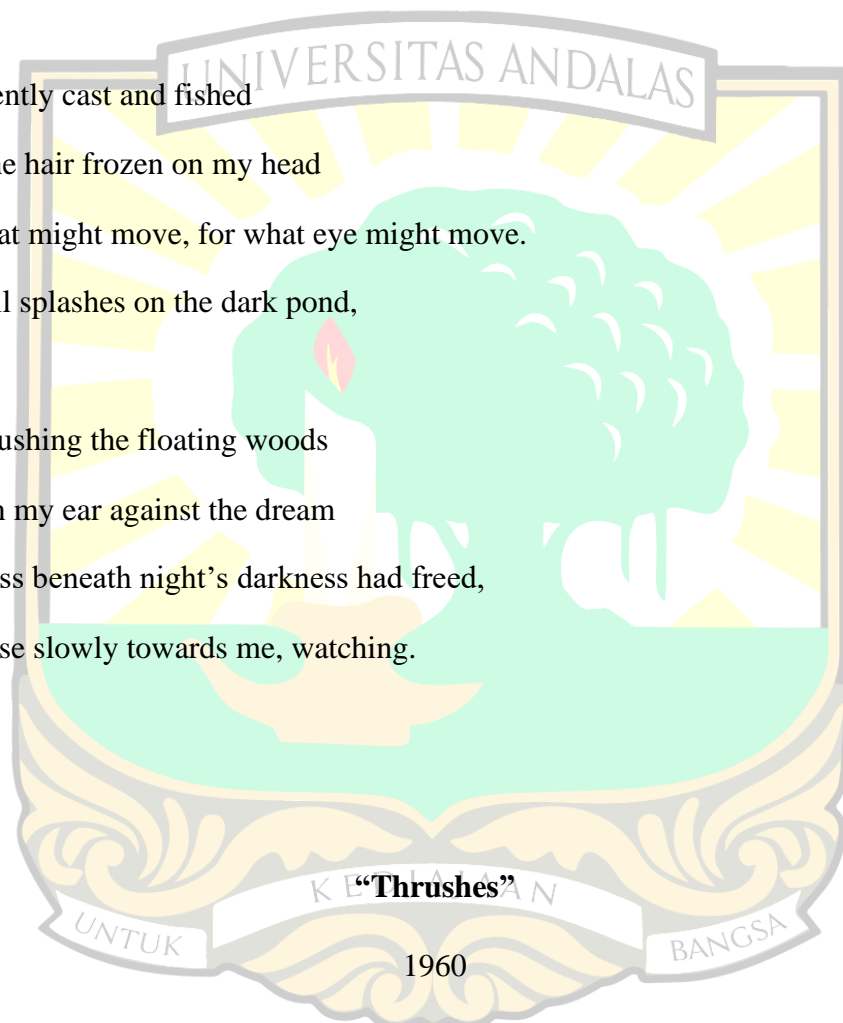 UNIVERSITAS ANDALAS
ently cast and fished
e hair frozen on my head
at might move, for what eye might move.
ll splashes on the dark pond,
ushing the floating woods
n my ear against the dream
ss beneath night’s darkness had freed,
se slowly towards me, watching.
“Thrushes”
UNTUK KEDJAJAAN BANGSA
1960